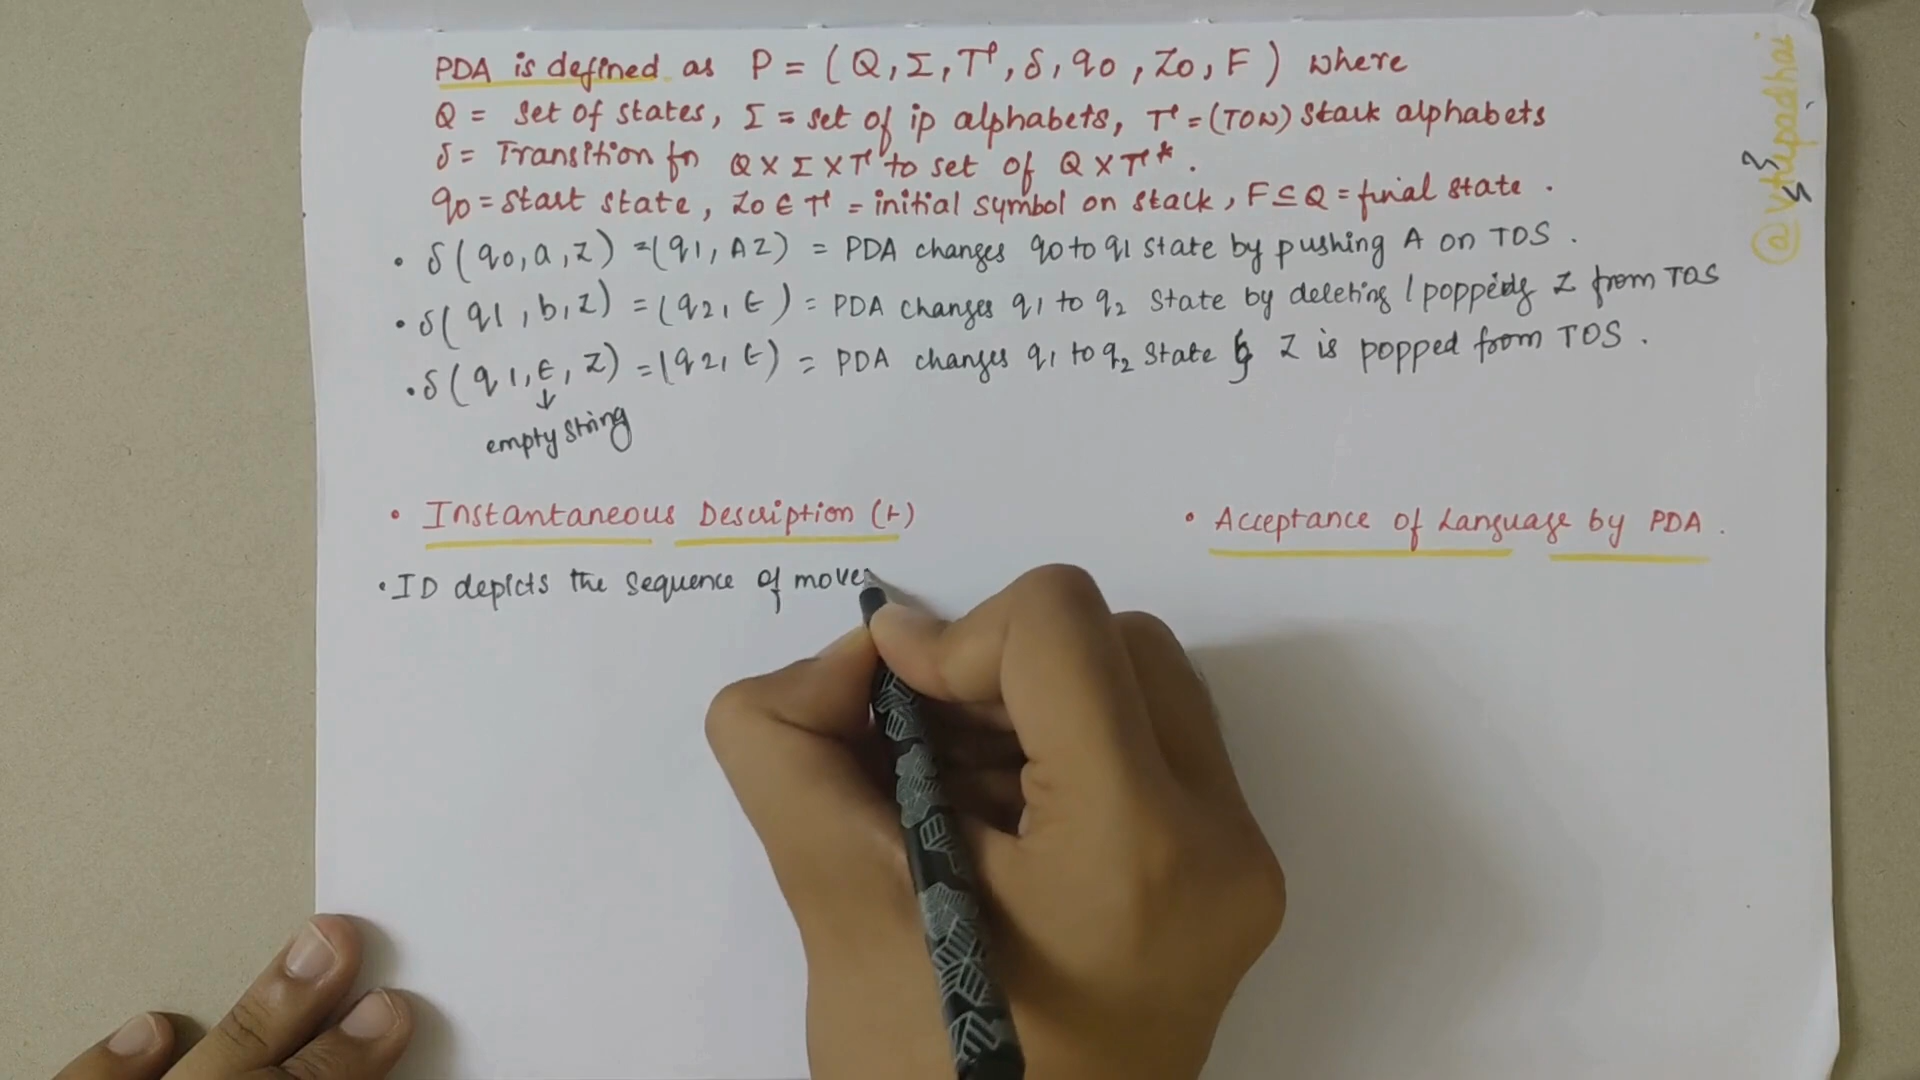 PDA is defined as P = (Q, Σ, Γ, δ, q0, Z0, F) where
Q = set of states, Σ = set of ip alphabets, Γ = (TON) Stack alphabets
δ = Transition fn Q × Σ × Γ to set of Q × Γ*.
q0 = start state, Z0 ∈ Γ = initial symbol on stack, F ⊆ Q = final state.
• δ(q0, a, z) = (q1, AZ) = PDA changes q0 to q1 state by pushing A on TOS.
• δ(q1, b, z) = (q2, ε) = PDA changes q1 to q2 state by deleting / popping Z from TOS
• δ(q1, ε, z) = (q2, ε) = PDA changes q1 to q2 state & Z is popped from TOS.
↓
empty string
• Instantaneous Description (⊢)
• Acceptance of Language by PDA.
• ID depicts the sequence of moves
@vtupadhai